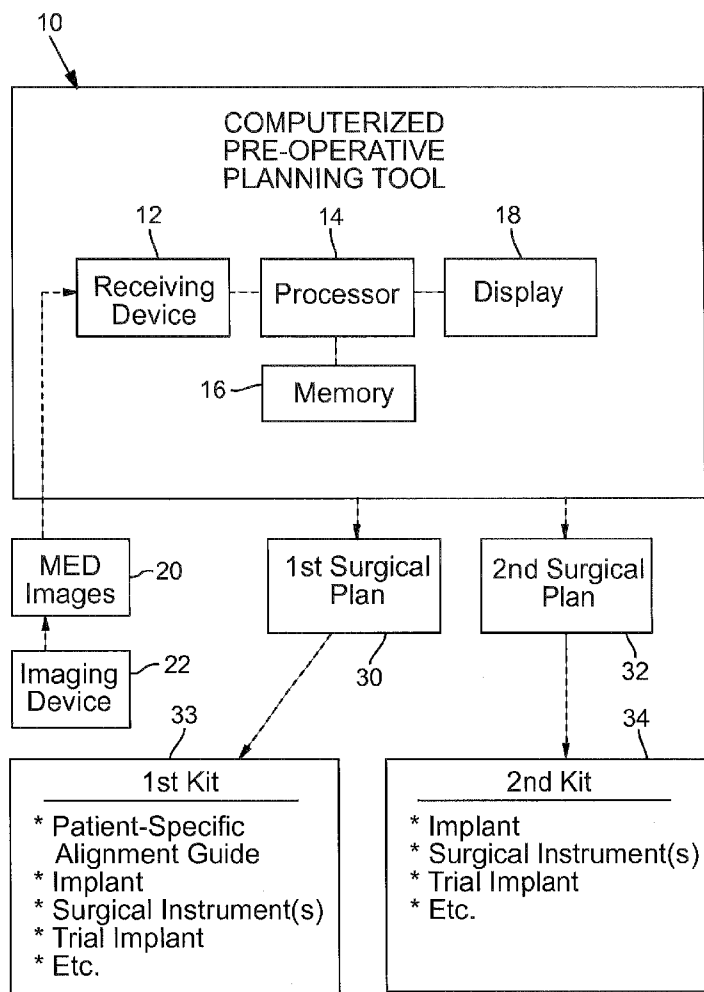 10
COMPUTERIZED
PRE-OPERATIVE
PLANNING TOOL
12
14
18
Receiving
Device
Processor
Display
16
Memory
MED
Images
20
1st Surgical
Plan
30
2nd Surgical
Plan
32
Imaging
Device
22
33
34
1st Kit
* Patient-Specific
Alignment Guide
* Implant
* Surgical Instrument(s)
* Trial Implant
* Etc.
2nd Kit
* Implant
* Surgical Instrument(s)
* Trial Implant
* Etc.